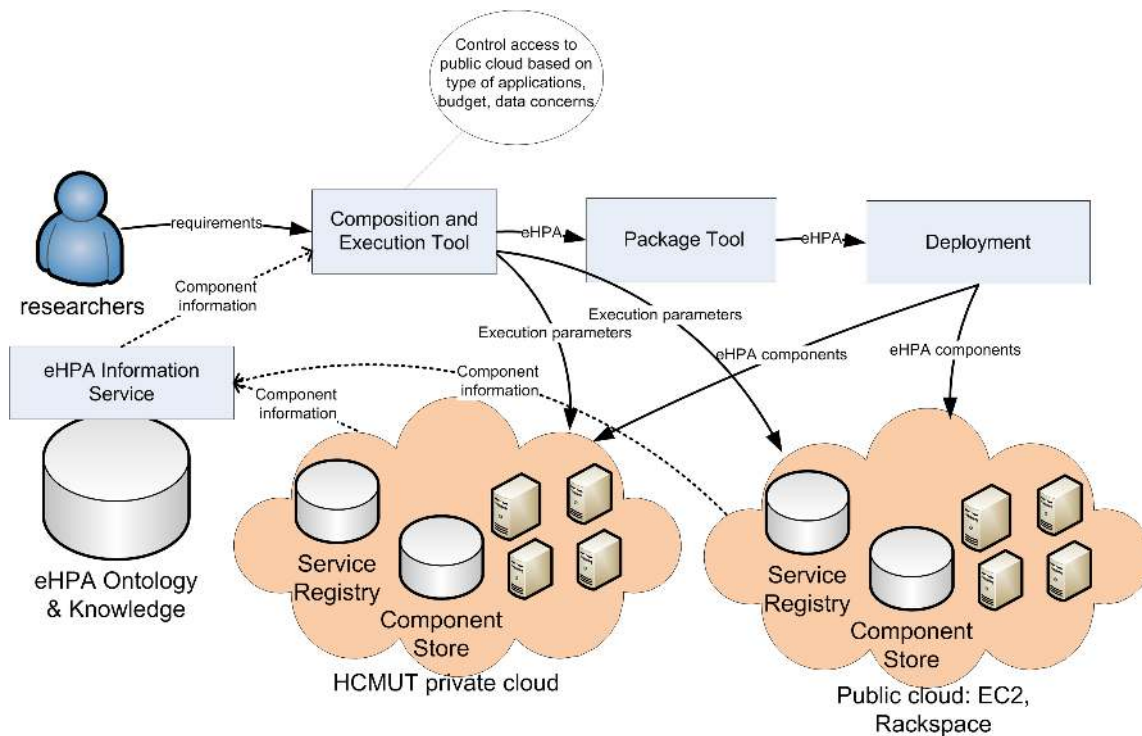 Control access to
public cloud based on
type of applications,
budget, data concerns
requirements
Composition and
Execution Tool
eHPA
Package Tool
eHPA
Deployment
researchers
Component
information
Execution parameters
Execution parameters
eHPA components
eHPA components
eHPA Information
Service
Component
information
Component
information
eHPA Ontology
& Knowledge
Service
Registry
Component
Store
HCMUT private cloud
Service
Registry
Component
Store
Public cloud: EC2,
Rackspace